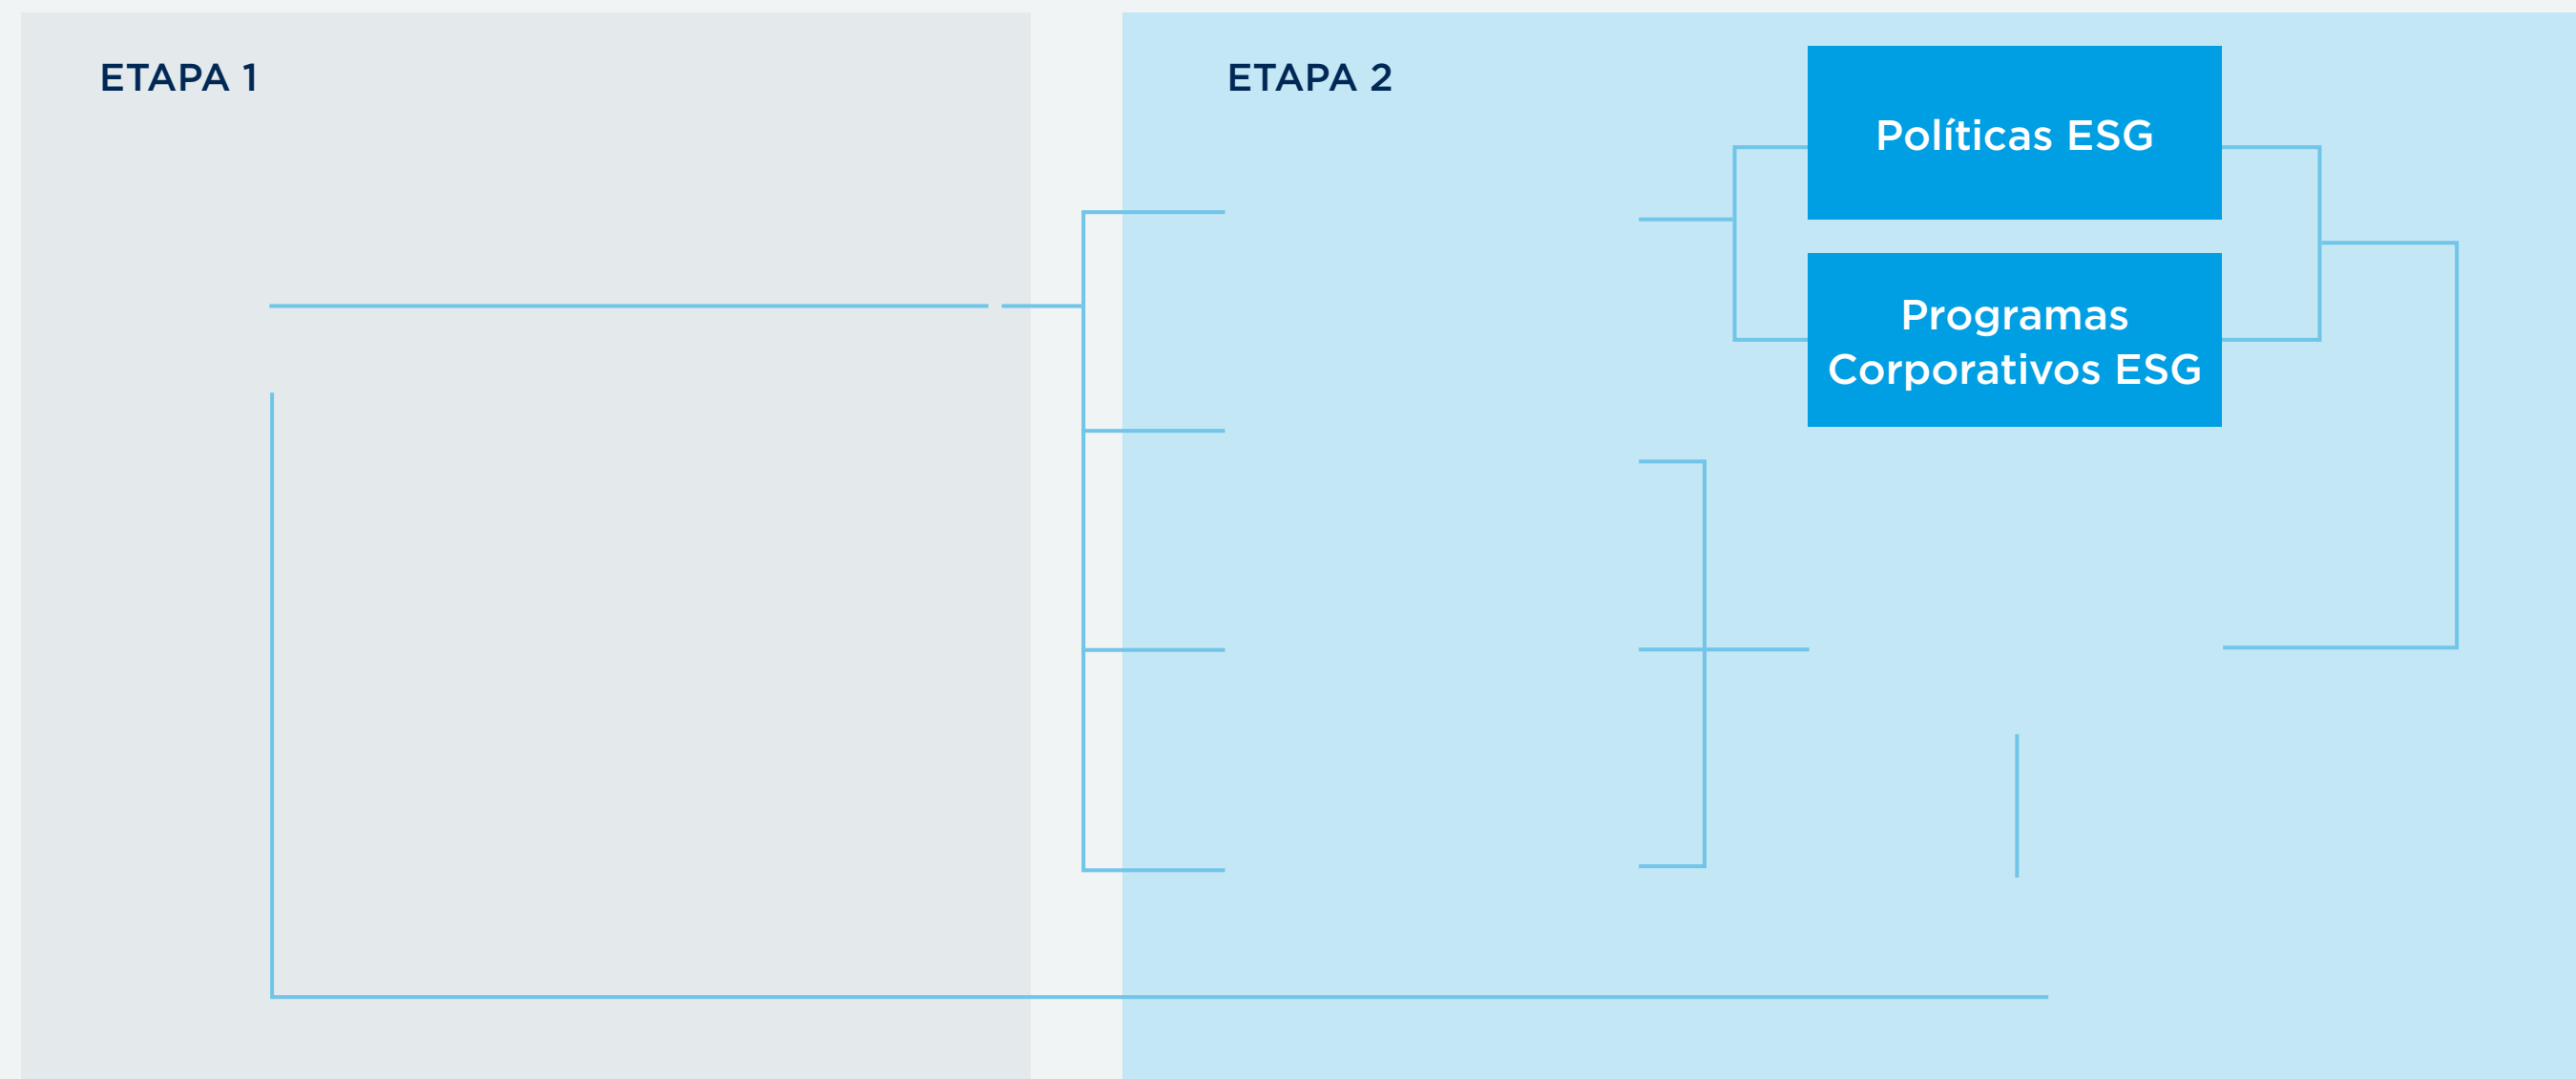 ETAPA 1
ETAPA 2
Políticas ESG
Programas
Corporativos ESG